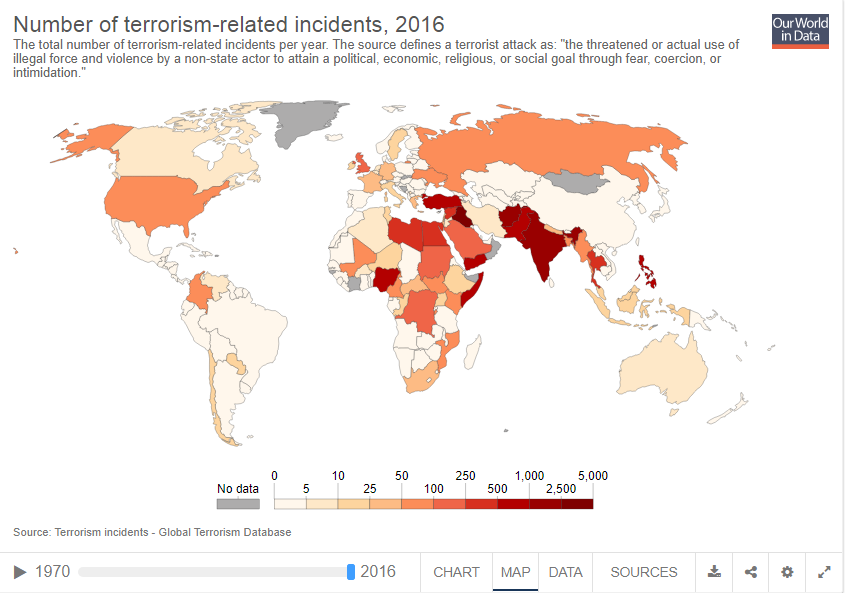 Number of terrorism-related incidents, 2016
Our World
in Data
The total number of terrorism-related incidents per year. The source defines a terrorist attack as: "the threatened or actual use of
illegal force and violence by a non-state actor to attain a political, economic, religious, or social goal through fear, coercion, or
intimidation."
0 10 50 250 1,000 5,000
No data 5 25 100 500 2,500
Source: Terrorism incidents - Global Terrorism Database
1970 2016 CHART MAP DATA SOURCES